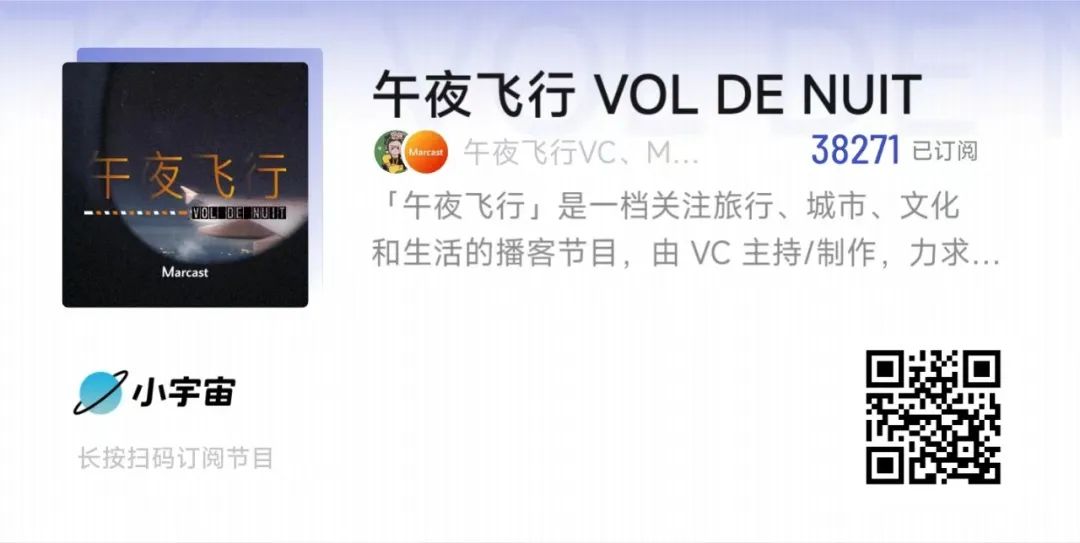 午夜飞行 VOL DE NUIT
午夜飞行VC、M...
38271 已订阅
「午夜飞行」是一档关注旅行、城市、文化
和生活的播客节目，由 VC 主持/制作，力求...
午夜飞行
VOL DE NUIT
Marcast
Marcast
小宇宙
长按扫码订阅节目